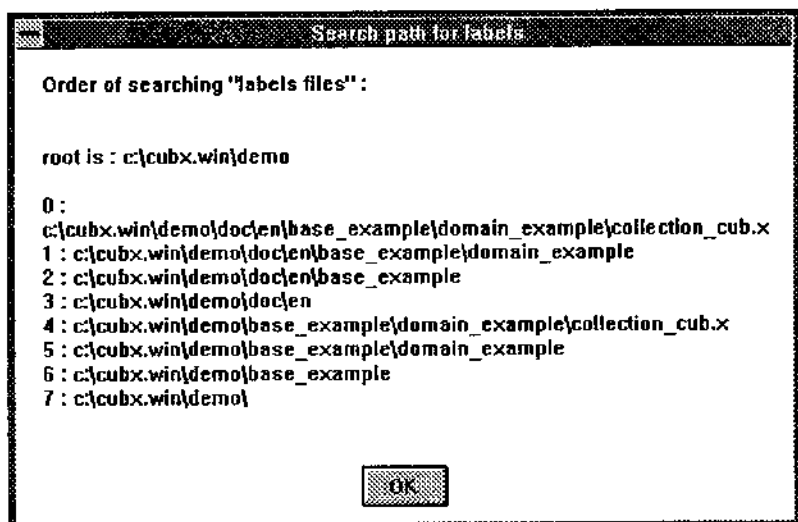 Search path for labels
Order of searching "labels files" :
root is : c:\cubx.win\demo
0 :
c:\cubx.win\demo\doc\en\base_example\domain_example\collection_cub.x
1 : c:\cubx.win\demo\doc\en\base_example\domain_example
2 : c:\cubx.win\demo\doc\en\base_example
3 : c:\cubx.win\demo\doc\en
4 : c:\cubx.win\demo\base_example\domain_example\collection_cub.x
5 : c:\cubx.win\demo\base_example\domain_example
6 : c:\cubx.win\demo\base_example
7 : c:\cubx.win\demo\
OK